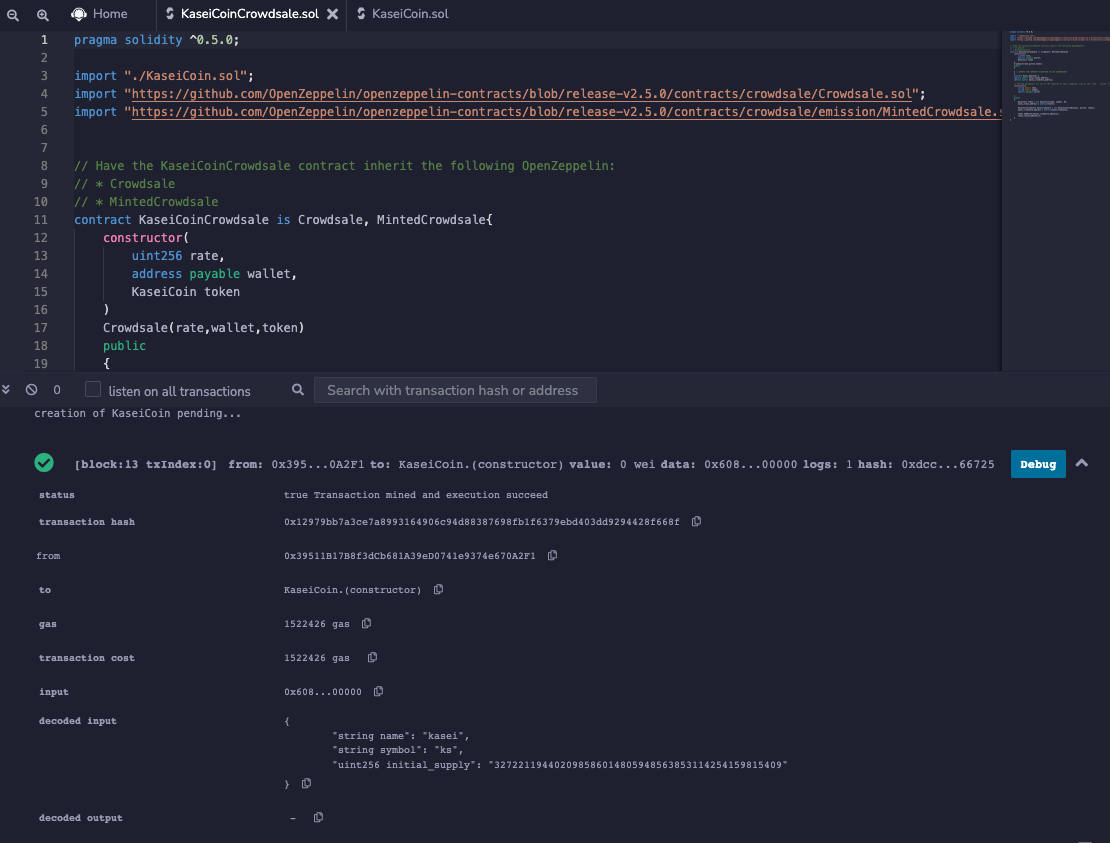 Home KaseiCoinCrowdsale.sol KaseiCoin.sol
1 pragma solidity ^0.5.0;
2
3 import "./KaseiCoin.sol";
4 import "https://github.com/OpenZeppelin/openzeppelin-contracts/blob/release-v2.5.0/contracts/crowdsale/Crowdsale.sol";
5 import "https://github.com/OpenZeppelin/openzeppelin-contracts/blob/release-v2.5.0/contracts/crowdsale/emission/MintedCrowdsale.s
6
7
8 // Have the KaseiCoinCrowdsale contract inherit the following OpenZeppelin:
9 // * Crowdsale
10 // * MintedCrowdsale
11 contract KaseiCoinCrowdsale is Crowdsale, MintedCrowdsale{
12 constructor(
13 uint256 rate,
14 address payable wallet,
15 KaseiCoin token
16 )
17 Crowdsale(rate,wallet,token)
18 public
19 {
0 listen on all transactions Search with transaction hash or address
creation of KaseiCoin pending...
[block:13 txIndex:0] from: 0x395...0A2F1 to: KaseiCoin.(constructor) value: 0 wei data: 0x608...00000 logs: 1 hash: 0xdcc...66725 Debug
status true Transaction mined and execution succeed
transaction hash 0x12979bb7a3ce7a8993164906c94d88387698fb1f6379ebd403dd9294428f668f
from 0x39511B17B8f3dCb681A39eD0741e9374e670A2F1
to KaseiCoin.(constructor)
gas 1522426 gas
transaction cost 1522426 gas
input 0x608...00000
decoded input {
"string name": "kasei",
"string symbol": "ks",
"uint256 initial_supply": "327221194402098586014805948563853114254159815409"
}
decoded output -